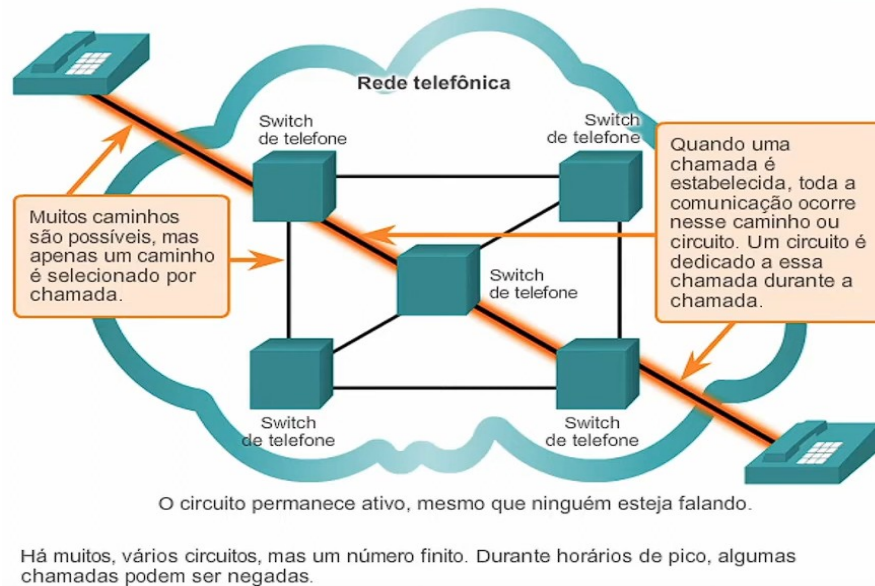 Rede telefônica
Switch
de telefone
Switch
de telefone
Muitos caminhos
são possíveis, mas
apenas um caminho
é selecionado por
chamada.
Quando uma
chamada é
estabelecida, toda a
comunicação ocorre
nesse caminho ou
circuito. Um circuito é
dedicado a essa
chamada durante a
chamada.
Switch
de telefone
Switch
de telefone
Switch
de telefone
O circuito permanece ativo, mesmo que ninguém esteja falando.
Há muitos, vários circuitos, mas um número finito. Durante horários de pico, algumas
chamadas podem ser negadas.